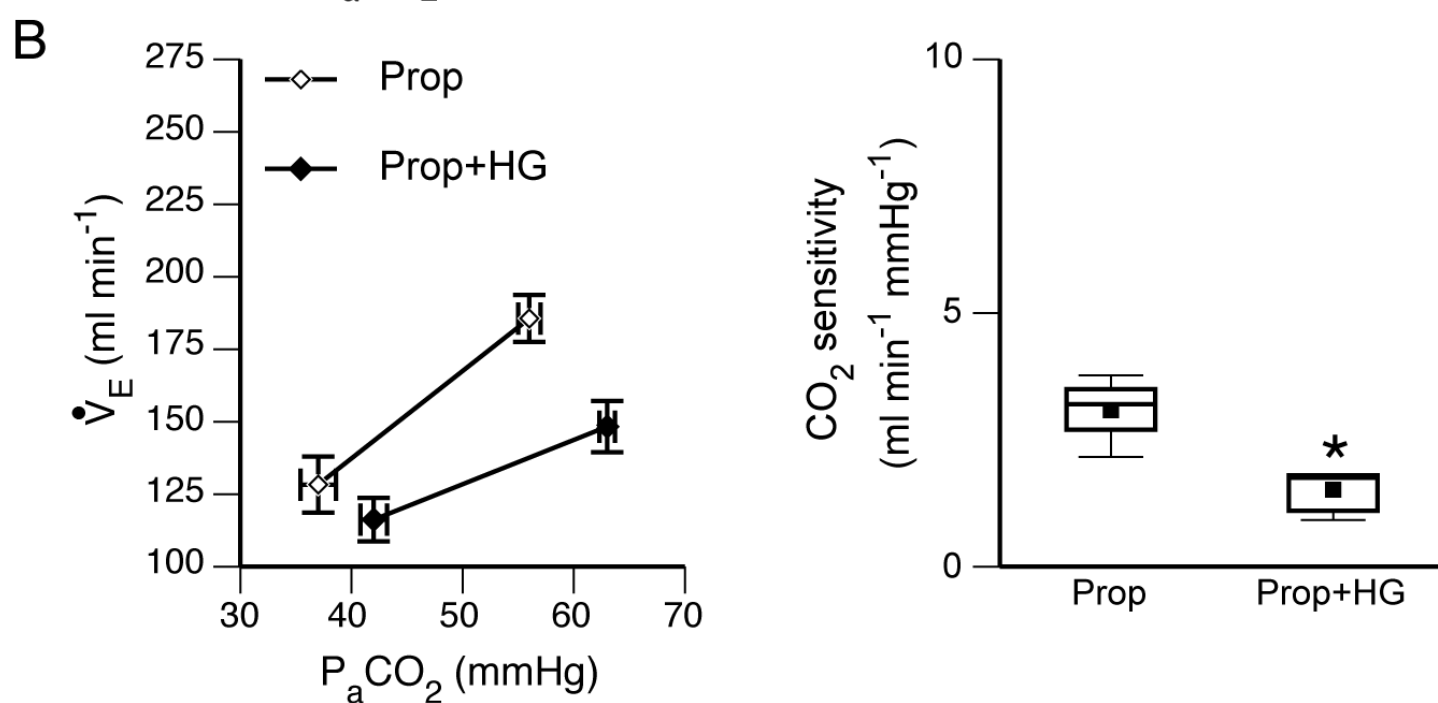 B
275
250
225
200
175
150
125
100
V̇E (ml min-1)
Prop
Prop+HG
30 40 50 60 70
PaCO2 (mmHg)
10
5
0
CO2 sensitivity
(ml min-1 mmHg-1)
*
Prop Prop+HG